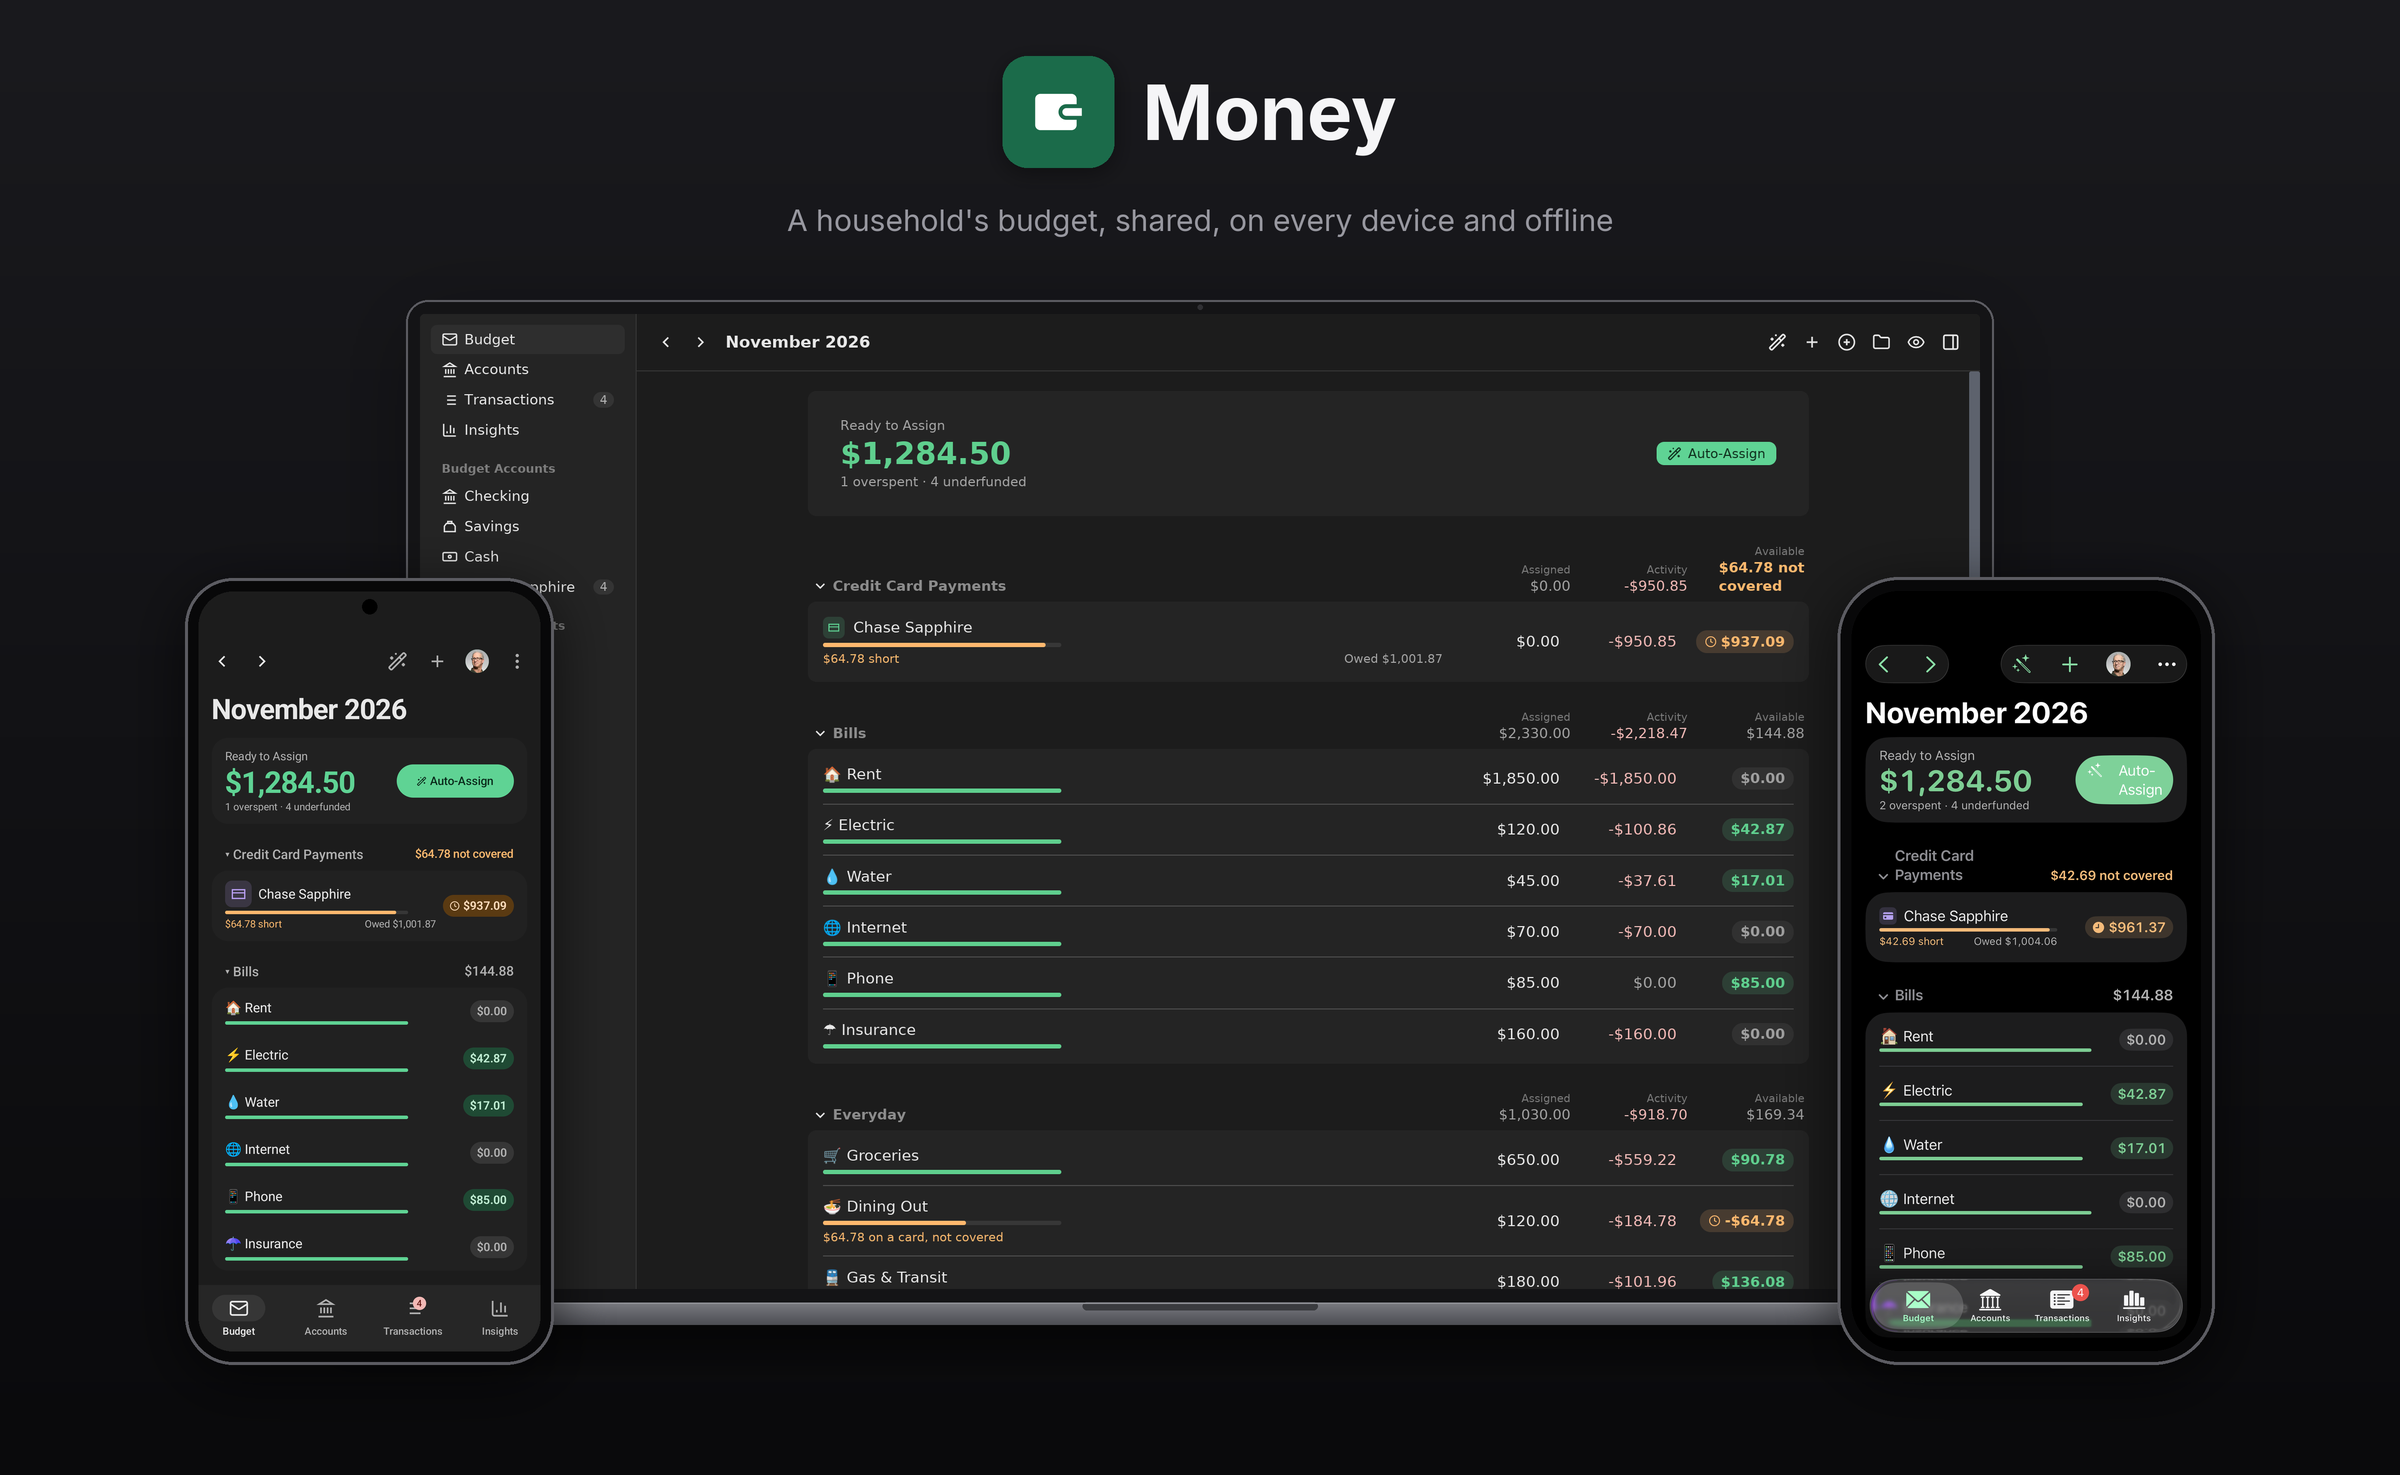 Money
A household's budget, shared, on every device and offline
Budget
Accounts
Transactions 4
Insights
Budget Accounts
Checking
Savings
Cash
4
November 2026
Ready to Assign
$1,284.50
1 overspent · 4 underfunded
Auto-Assign
Credit Card Payments
Assigned
$0.00
Activity
-$950.85
Available
$64.78 not
covered
Chase Sapphire
$64.78 short
Owed $1,001.87
$0.00
-$950.85
$937.09
Bills
Assigned
$2,330.00
Activity
-$2,218.47
Available
$144.88
🏠 Rent $1,850.00 -$1,850.00 $0.00
⚡ Electric $120.00 -$100.86 $42.87
💧 Water $45.00 -$37.61 $17.01
🌐 Internet $70.00 -$70.00 $0.00
📱 Phone $85.00 $0.00 $85.00
☂ Insurance $160.00 -$160.00 $0.00
Everyday
Assigned
$1,030.00
Activity
-$918.70
Available
$169.34
🛒 Groceries $650.00 -$559.22 $90.78
🍜 Dining Out $120.00 -$184.78 -$64.78
$64.78 on a card, not covered
🚆 Gas & Transit $180.00 -$101.96 $136.08
November 2026
Ready to Assign
$1,284.50
1 overspent · 4 underfunded
Auto-Assign
Credit Card Payments $64.78 not covered
Chase Sapphire
$64.78 short
Owed $1,001.87
$937.09
Bills $144.88
🏠 Rent $0.00
⚡ Electric $42.87
💧 Water $17.01
🌐 Internet $0.00
📱 Phone $85.00
☂ Insurance $0.00
4
Budget Accounts Transactions Insights
November 2026
Ready to Assign
$1,284.50
2 overspent · 4 underfunded
Auto-
Assign
Credit Card
Payments $42.69 not covered
Chase Sapphire
$42.69 short
Owed $1,004.06
$961.37
Bills $144.88
🏠 Rent $0.00
⚡ Electric $42.87
💧 Water $17.01
🌐 Internet $0.00
📱 Phone $85.00
4
Budget Accounts Transactions Insights